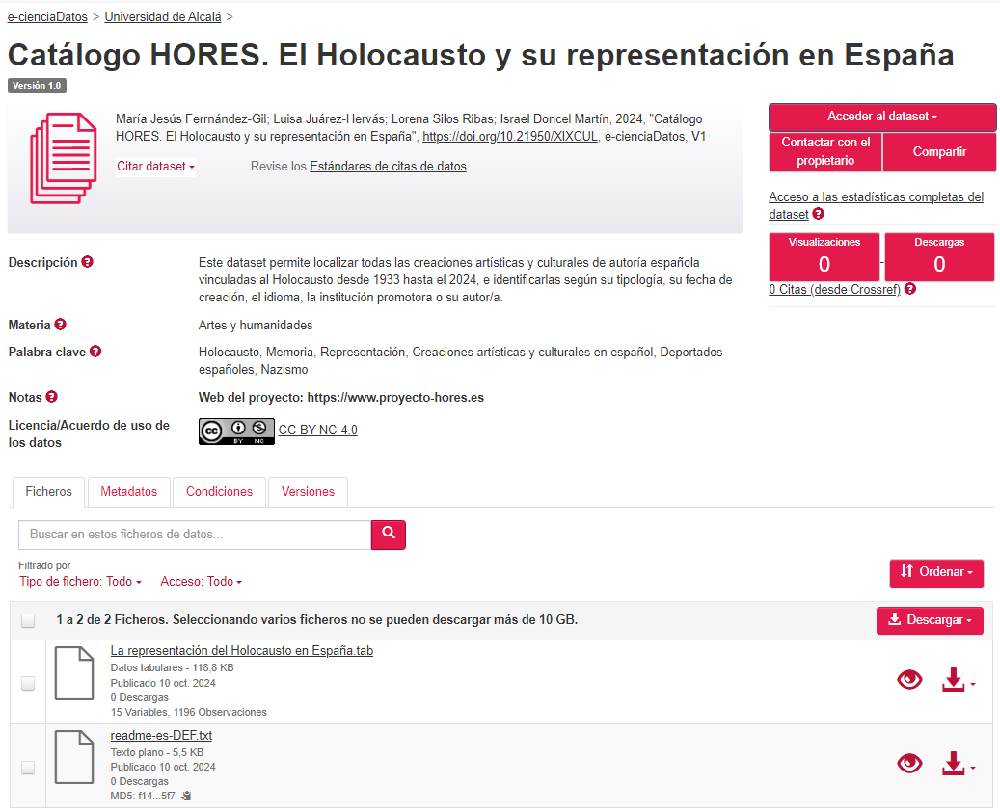 e-cienciaDatos > Universidad de Alcalá >
Catálogo HORES. El Holocausto y su representación en España
Versión 1.0
María Jesús Ferrnández-Gil; Luisa Juárez-Hervás; Lorena Silos Ribas; Israel Doncel Martín, 2024, "Catálogo
HORES. El Holocausto y su representación en España", https://doi.org/10.21950/XIXCUL, e-cienciaDatos, V1
Citar dataset
Revise los Estándares de citas de datos.
Acceder al dataset
Contactar con el
propietario
Compartir
Acceso a las estadísticas completas del
dataset ?
Visualizaciones
0
-
Descargas
0
0 Citas (desde Crossref) ?
Descripción ?
Este dataset permite localizar todas las creaciones artísticas y culturales de autoría española
vinculadas al Holocausto desde 1933 hasta el 2024, e identificarlas según su tipología, su fecha de
creación, el idioma, la institución promotora o su autor/a.
Materia ?
Artes y humanidades
Palabra clave ?
Holocausto, Memoria, Representación, Creaciones artísticas y culturales en español, Deportados
españoles, Nazismo
Notas ?
Web del proyecto: https://www.proyecto-hores.es
Licencia/Acuerdo de uso de
los datos
cc BY NC CC-BY-NC-4.0
Ficheros
Metadatos
Condiciones
Versiones
Buscar en estos ficheros de datos...
Filtrado por
Tipo de fichero: Todo
Acceso: Todo
Ordenar
1 a 2 de 2 Ficheros. Seleccionando varios ficheros no se pueden descargar más de 10 GB.
Descargar
La representación del Holocausto en España.tab
Datos tabulares - 118,8 KB
Publicado 10 oct. 2024
0 Descargas
15 Variables, 1196 Observaciones
readme-es-DEF.txt
Texto plano - 5,5 KB
Publicado 10 oct. 2024
0 Descargas
MD5: f14...5f7